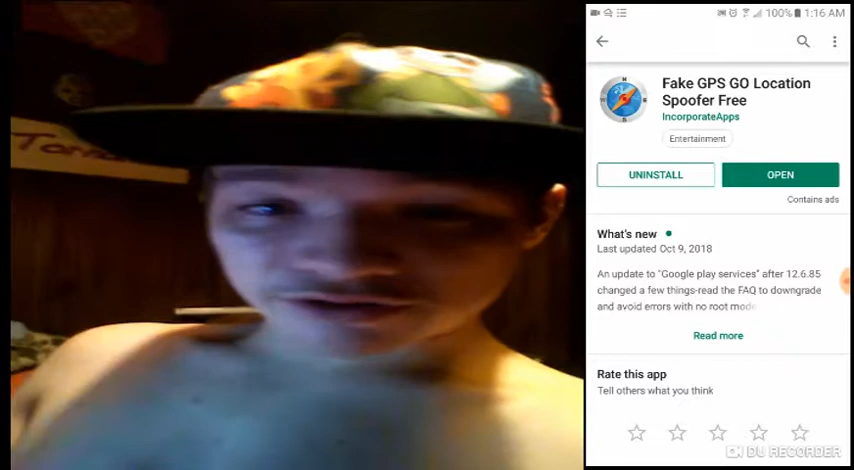 100% 1:16 AM
Fake GPS GO Location
Spoofer Free
IncorporateApps
Entertainment
UNINSTALL
OPEN
Contains ads
What's new
Last updated Oct 9, 2018
An update to "Google play services" after 12.6.85
changed a few things-read the FAQ to downgrade
and avoid errors with no root mode
Read more
Rate this app
Tell others what you think
DU RECORDER